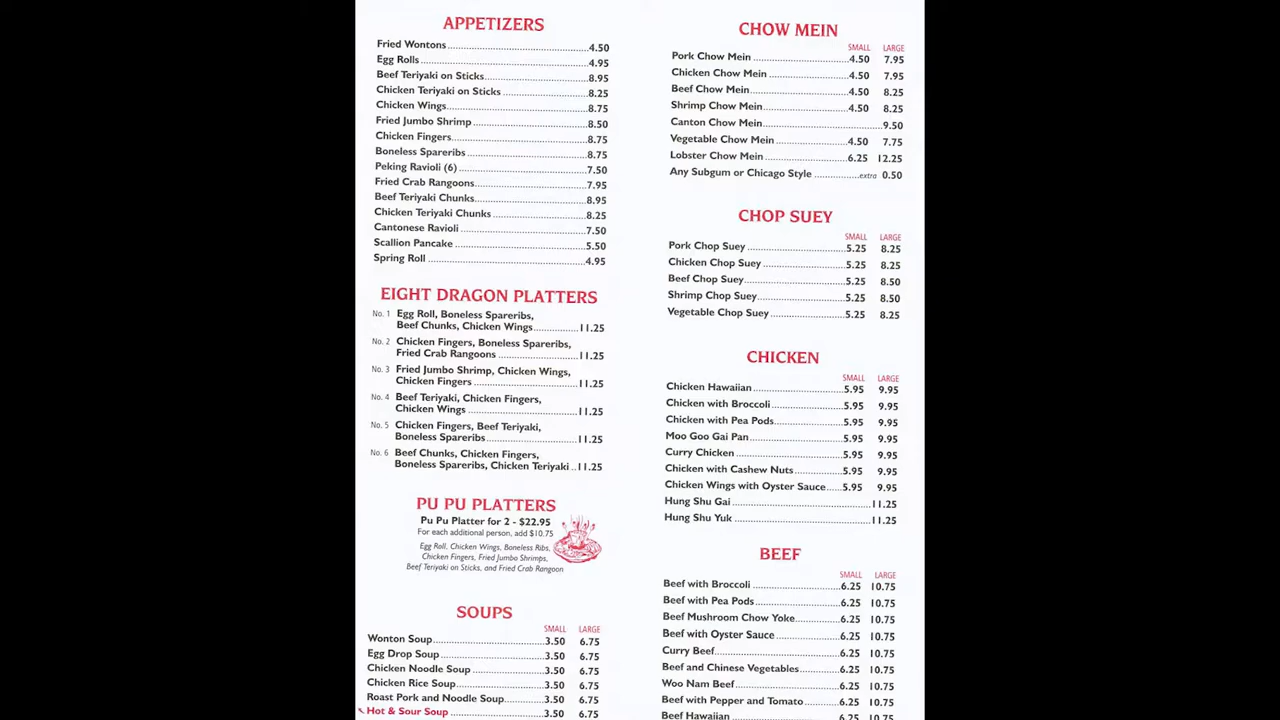 APPETIZERS
Fried Wontons 4.50
Egg Rolls 4.95
Beef Teriyaki on Sticks 8.95
Chicken Teriyaki on Sticks 8.25
Chicken Wings 8.75
Fried Jumbo Shrimp 8.50
Chicken Fingers 8.75
Boneless Spareribs 8.75
Peking Ravioli (6) 7.50
Fried Crab Rangoons 7.95
Beef Teriyaki Chunks 8.95
Chicken Teriyaki Chunks 8.25
Cantonese Ravioli 7.50
Scallion Pancake 5.50
Spring Roll 4.95
EIGHT DRAGON PLATTERS
No. 1 Egg Roll, Boneless Spareribs,
Beef Chunks, Chicken Wings 11.25
No. 2 Chicken Fingers, Boneless Spareribs,
Fried Crab Rangoons 11.25
No. 3 Fried Jumbo Shrimp, Chicken Wings,
Chicken Fingers 11.25
No. 4 Beef Teriyaki, Chicken Fingers,
Chicken Wings 11.25
No. 5 Chicken Fingers, Beef Teriyaki,
Boneless Spareribs 11.25
No. 6 Beef Chunks, Chicken Fingers,
Boneless Spareribs, Chicken Teriyaki 11.25
PU PU PLATTERS
Pu Pu Platter for 2 - $22.95
For each additional person, add $10.75
Egg Roll, Chicken Wings, Boneless Ribs,
Chicken Fingers, Fried Jumbo Shrimps,
Beef Teriyaki on Sticks, and Fried Crab Rangoon
SOUPS
SMALL LARGE
Wonton Soup 3.50 6.75
Egg Drop Soup 3.50 6.75
Chicken Noodle Soup 3.50 6.75
Chicken Rice Soup 3.50 6.75
Roast Pork and Noodle Soup 3.50 6.75
Hot & Sour Soup 3.50 6.75
CHOW MEIN
SMALL LARGE
Pork Chow Mein 4.50 7.95
Chicken Chow Mein 4.50 7.95
Beef Chow Mein 4.50 8.25
Shrimp Chow Mein 4.50 8.25
Canton Chow Mein 9.50
Vegetable Chow Mein 4.50 7.75
Lobster Chow Mein 6.25 12.25
Any Subgum or Chicago Style extra 0.50
CHOP SUEY
SMALL LARGE
Pork Chop Suey 5.25 8.25
Chicken Chop Suey 5.25 8.25
Beef Chop Suey 5.25 8.50
Shrimp Chop Suey 5.25 8.50
Vegetable Chop Suey 5.25 8.25
CHICKEN
SMALL LARGE
Chicken Hawaiian 5.95 9.95
Chicken with Broccoli 5.95 9.95
Chicken with Pea Pods 5.95 9.95
Moo Goo Gai Pan 5.95 9.95
Curry Chicken 5.95 9.95
Chicken with Cashew Nuts 5.95 9.95
Chicken Wings with Oyster Sauce 5.95 9.95
Hung Shu Gai 11.25
Hung Shu Yuk 11.25
BEEF
SMALL LARGE
Beef with Broccoli 6.25 10.75
Beef with Pea Pods 6.25 10.75
Beef Mushroom Chow Yoke 6.25 10.75
Beef with Oyster Sauce 6.25 10.75
Curry Beef 6.25 10.75
Beef and Chinese Vegetables 6.25 10.75
Woo Nam Beef 6.25 10.75
Beef with Pepper and Tomato 6.25 10.75
Beef Hawaiian 6.25 10.75